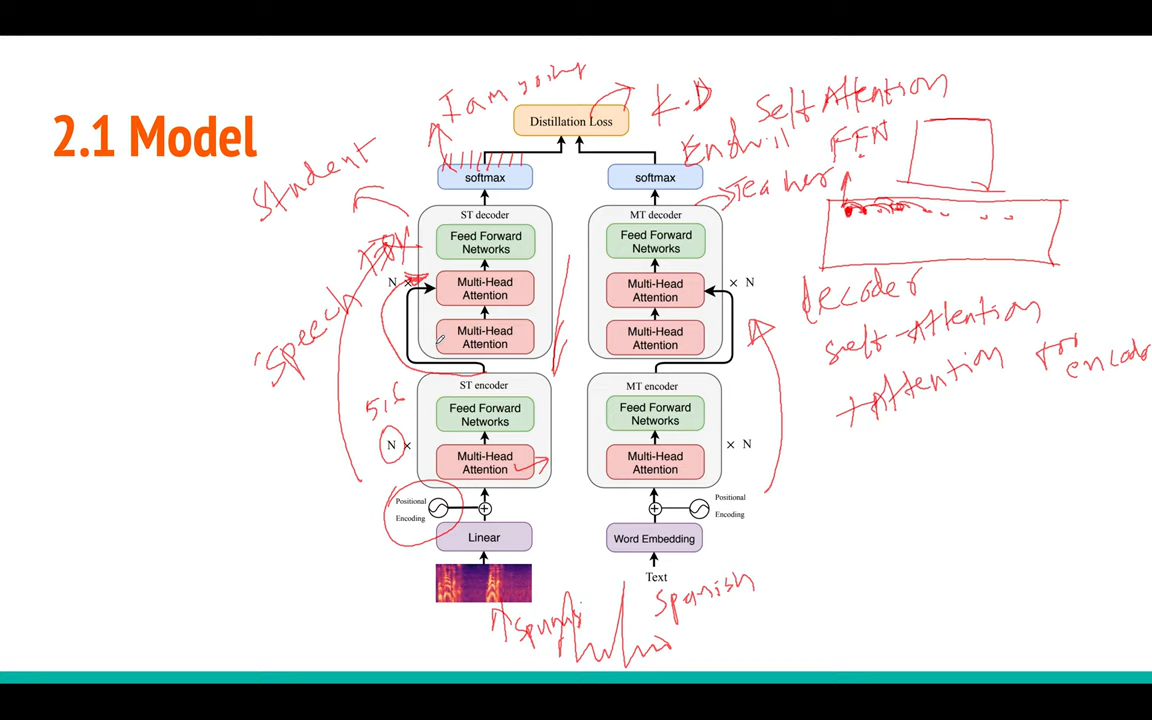 2.1 Model
I am going
Distillation Loss
K.D
Self Attention
FFN
Student
softmax
softmax
Teacher
ST decoder
MT decoder
Feed Forward
Networks
Feed Forward
Networks
N ×
Multi-Head
Attention
Multi-Head
Attention
× N
Multi-Head
Attention
Multi-Head
Attention
Speech
decoder
self-Attention
+Attention for
ST encoder
MT encoder
5,6
Feed Forward
Networks
Feed Forward
Networks
N ×
Multi-Head
Attention
Multi-Head
Attention
× N
Positional
Encoding
Positional
Encoding
Linear
Word Embedding
Text
Spanish